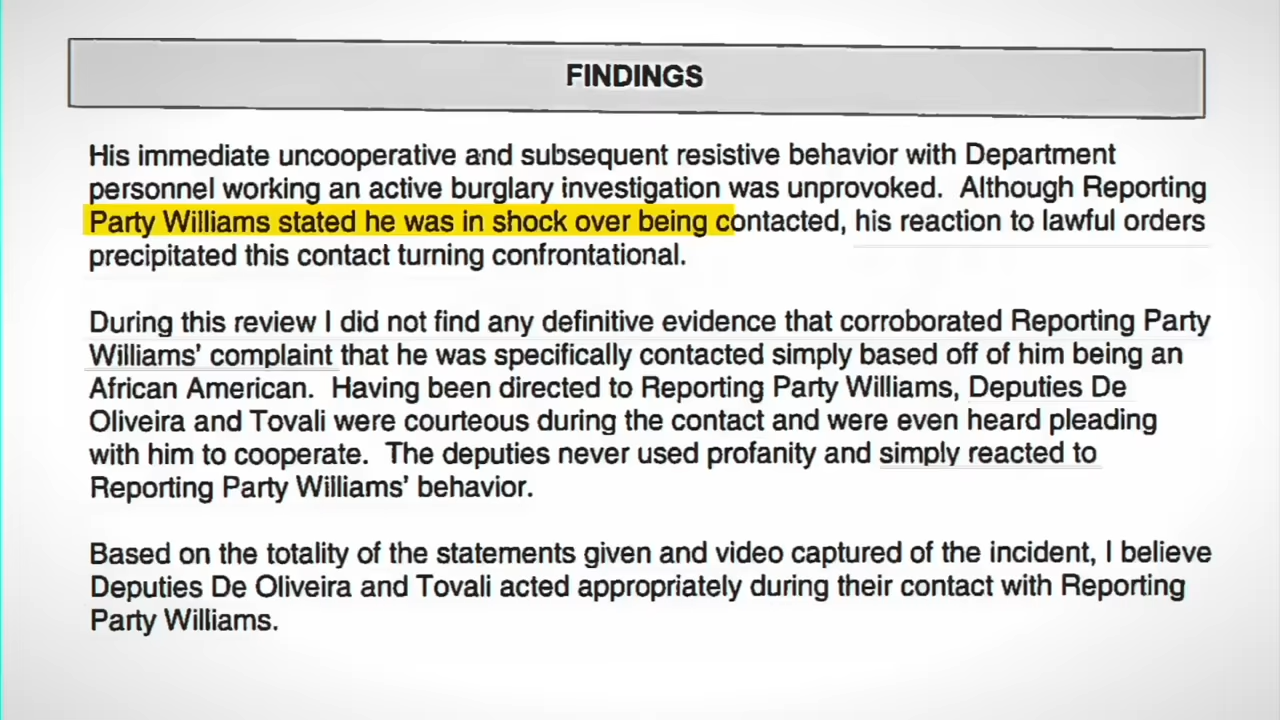 FINDINGS
His immediate uncooperative and subsequent resistive behavior with Department
personnel working an active burglary investigation was unprovoked. Although Reporting
Party Williams stated he was in shock over being contacted, his reaction to lawful orders
precipitated this contact turning confrontational.
During this review I did not find any definitive evidence that corroborated Reporting Party
Williams' complaint that he was specifically contacted simply based off of him being an
African American. Having been directed to Reporting Party Williams, Deputies De
Oliveira and Tovali were courteous during the contact and were even heard pleading
with him to cooperate. The deputies never used profanity and simply reacted to
Reporting Party Williams' behavior.
Based on the totality of the statements given and video captured of the incident, I believe
Deputies De Oliveira and Tovali acted appropriately during their contact with Reporting
Party Williams.